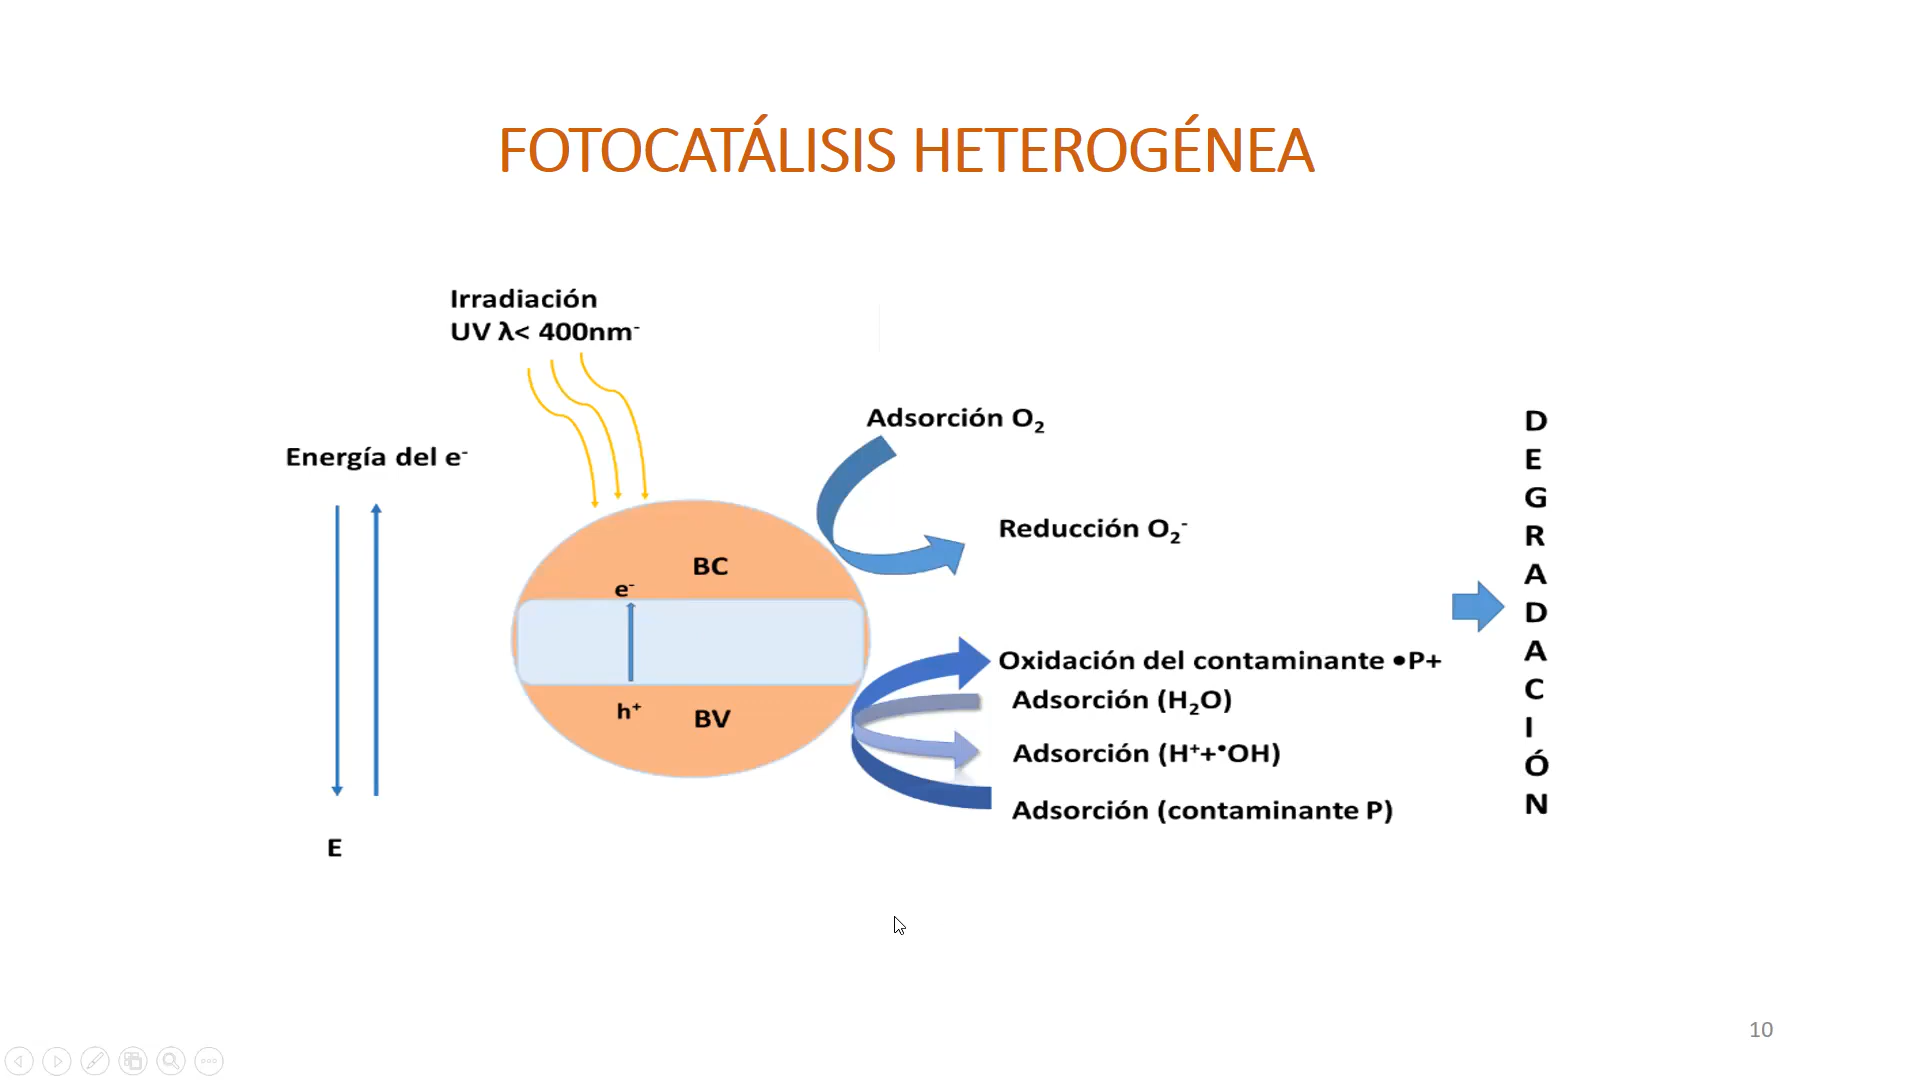 FOTOCATÁLISIS HETEROGÉNEA
Irradiación
UV λ< 400nm⁻
Energía del e⁻
Adsorción O₂
Reducción O₂⁻
BC
e⁻
h⁺
BV
Oxidación del contaminante •P+
Adsorción (H₂O)
Adsorción (H⁺+•OH)
Adsorción (contaminante P)
E
D
E
G
R
A
D
A
C
I
Ó
N
10